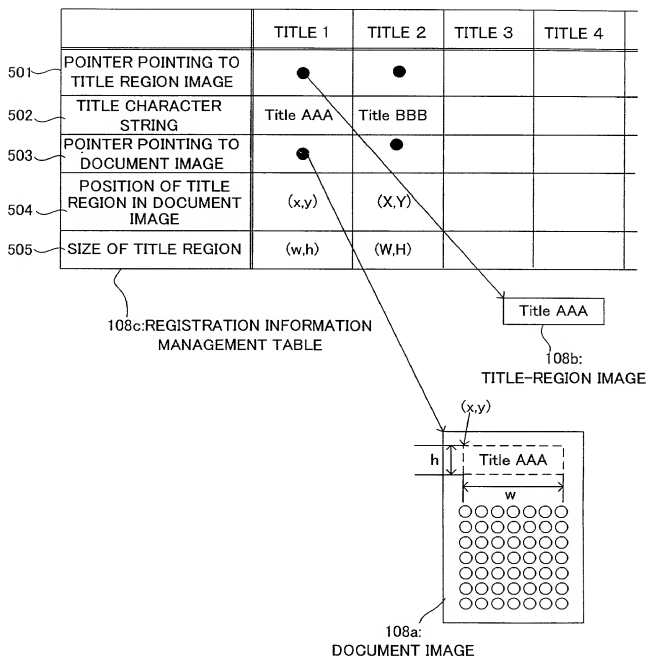 TITLE 1 TITLE 2 TITLE 3 TITLE 4
501 POINTER POINTING TO
TITLE REGION IMAGE
502 TITLE CHARACTER
STRING Title AAA Title BBB
503 POINTER POINTING TO
DOCUMENT IMAGE
504 POSITION OF TITLE
REGION IN DOCUMENT
IMAGE (x,y) (X,Y)
505 SIZE OF TITLE REGION (w,h) (W,H)
108c:REGISTRATION INFORMATION
MANAGEMENT TABLE
Title AAA
108b:
TITLE-REGION IMAGE
(x,y)
h Title AAA
w
108a:
DOCUMENT IMAGE